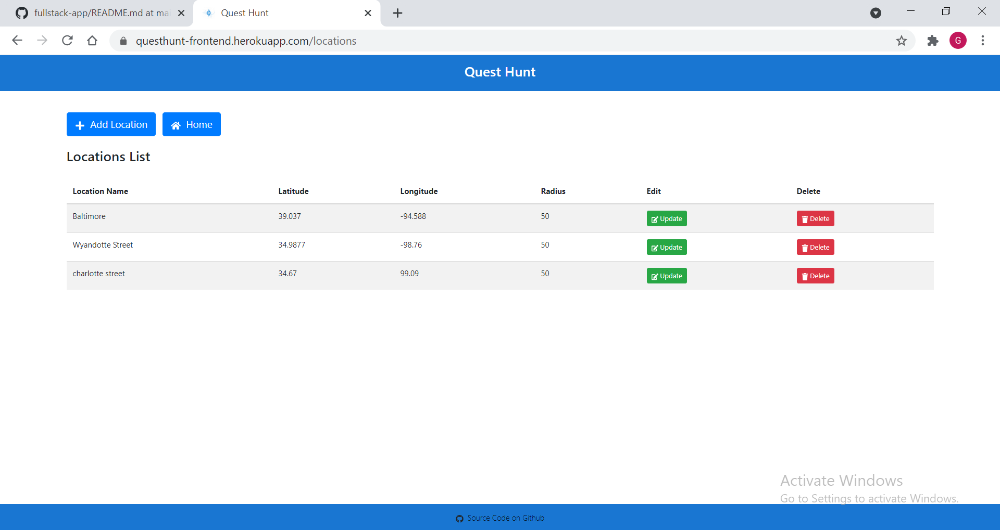 fullstack-app/README.md at mai
Quest Hunt
G
questhunt-frontend.herokuapp.com/locations
Quest Hunt
Add Location Home
Locations List
Location Name Latitude Longitude Radius Edit Delete
Baltimore 39.037 -94.588 50 Update Delete
Wyandotte Street 34.9877 -98.76 50 Update Delete
charlotte street 34.67 99.09 50 Update Delete
Activate Windows
Go to Settings to activate Windows.
Source Code on Github